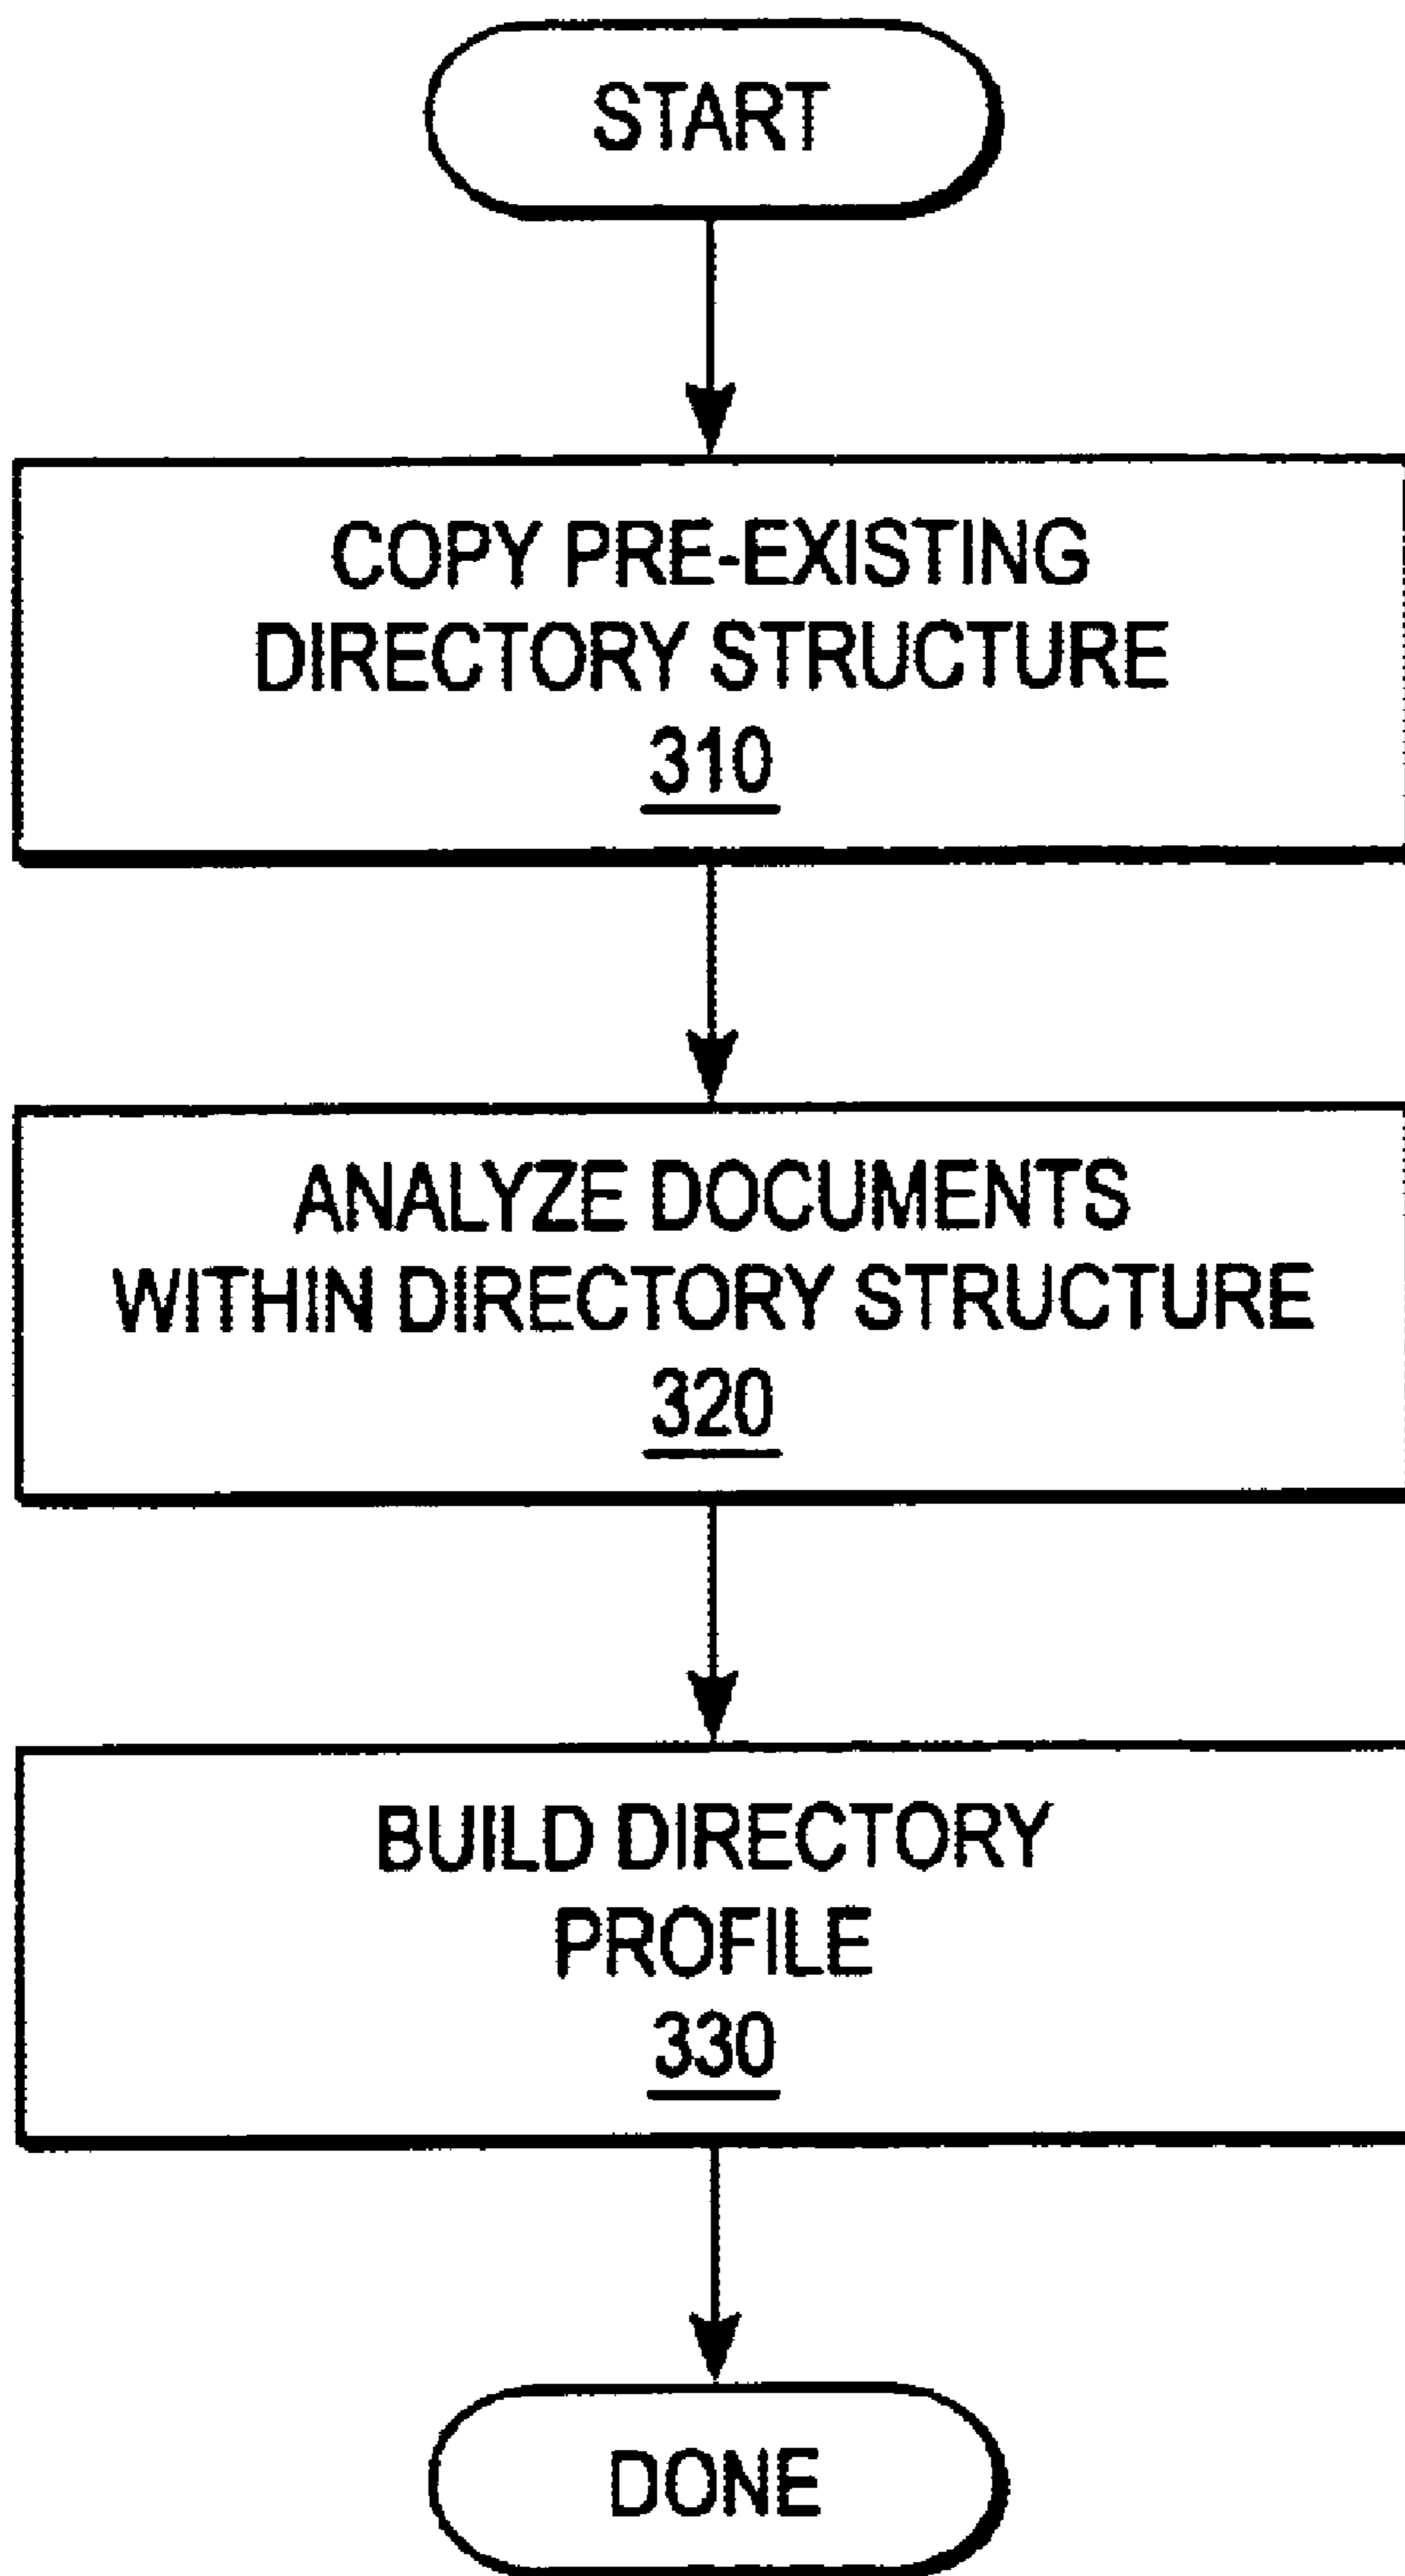 START
COPY PRE-EXISTING
DIRECTORY STRUCTURE
310
ANALYZE DOCUMENTS
WITHIN DIRECTORY STRUCTURE
320
BUILD DIRECTORY
PROFILE
330
DONE